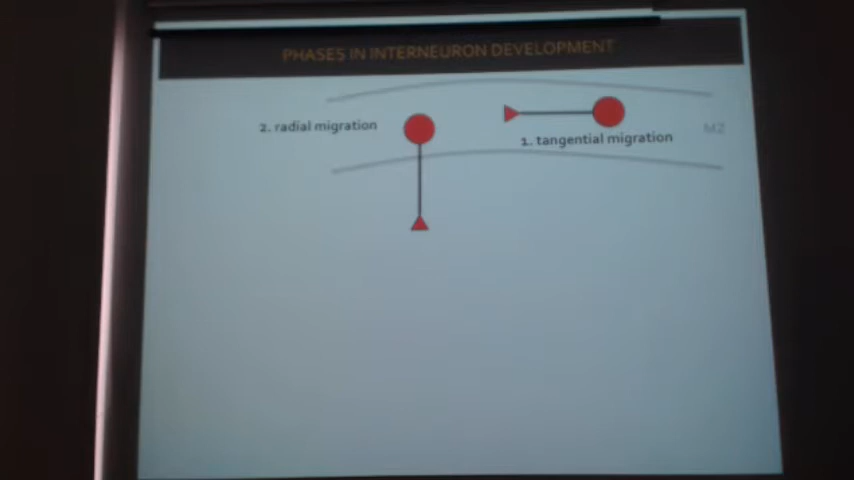 PHASES IN INTERNEURON DEVELOPMENT
2. radial migration
1. tangential migration
MZ